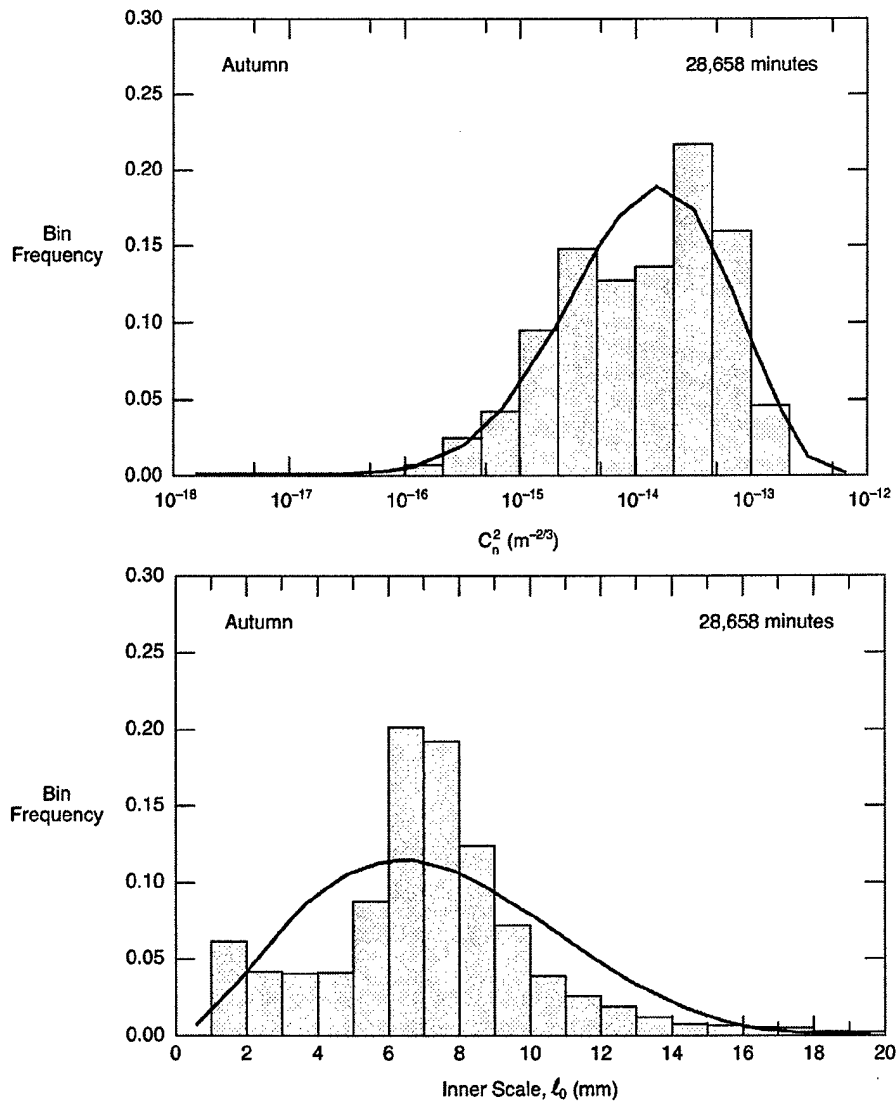 0.30
Autumn 28,658 minutes
0.25
0.20
Bin
Frequency
0.15
0.10
0.05
0.00
10⁻¹⁸ 10⁻¹⁷ 10⁻¹⁶ 10⁻¹⁵ 10⁻¹⁴ 10⁻¹³ 10⁻¹²
Cₙ² (m⁻²/³)
0.30
Autumn 28,658 minutes
0.25
0.20
Bin
Frequency
0.15
0.10
0.05
0.00
0 2 4 6 8 10 12 14 16 18 20
Inner Scale, ℓ₀ (mm)